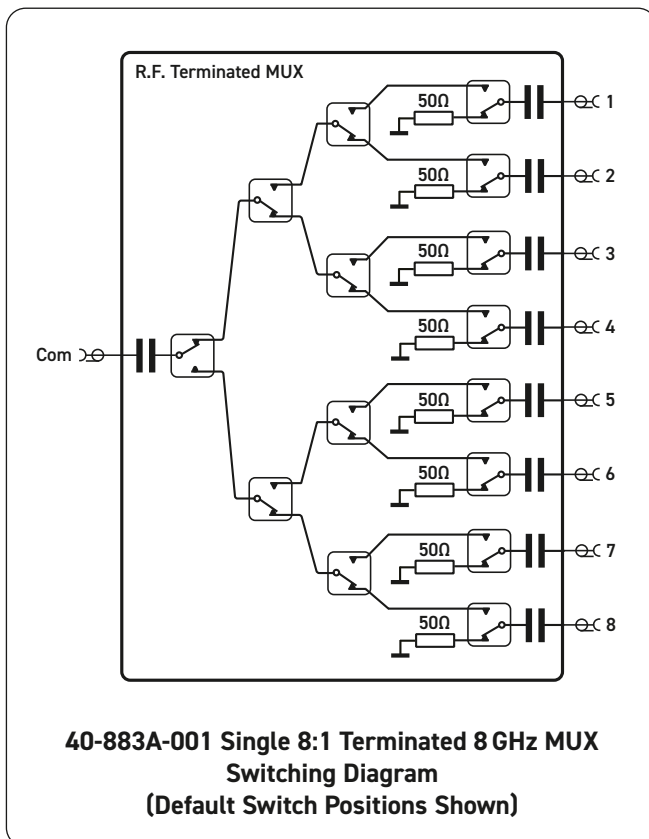 R.F. Terminated MUX
50Ω
1
50Ω
2
50Ω
3
50Ω
4
Com
50Ω
5
50Ω
6
50Ω
7
50Ω
8
40-883A-001 Single 8:1 Terminated 8 GHz MUX
Switching Diagram
(Default Switch Positions Shown)